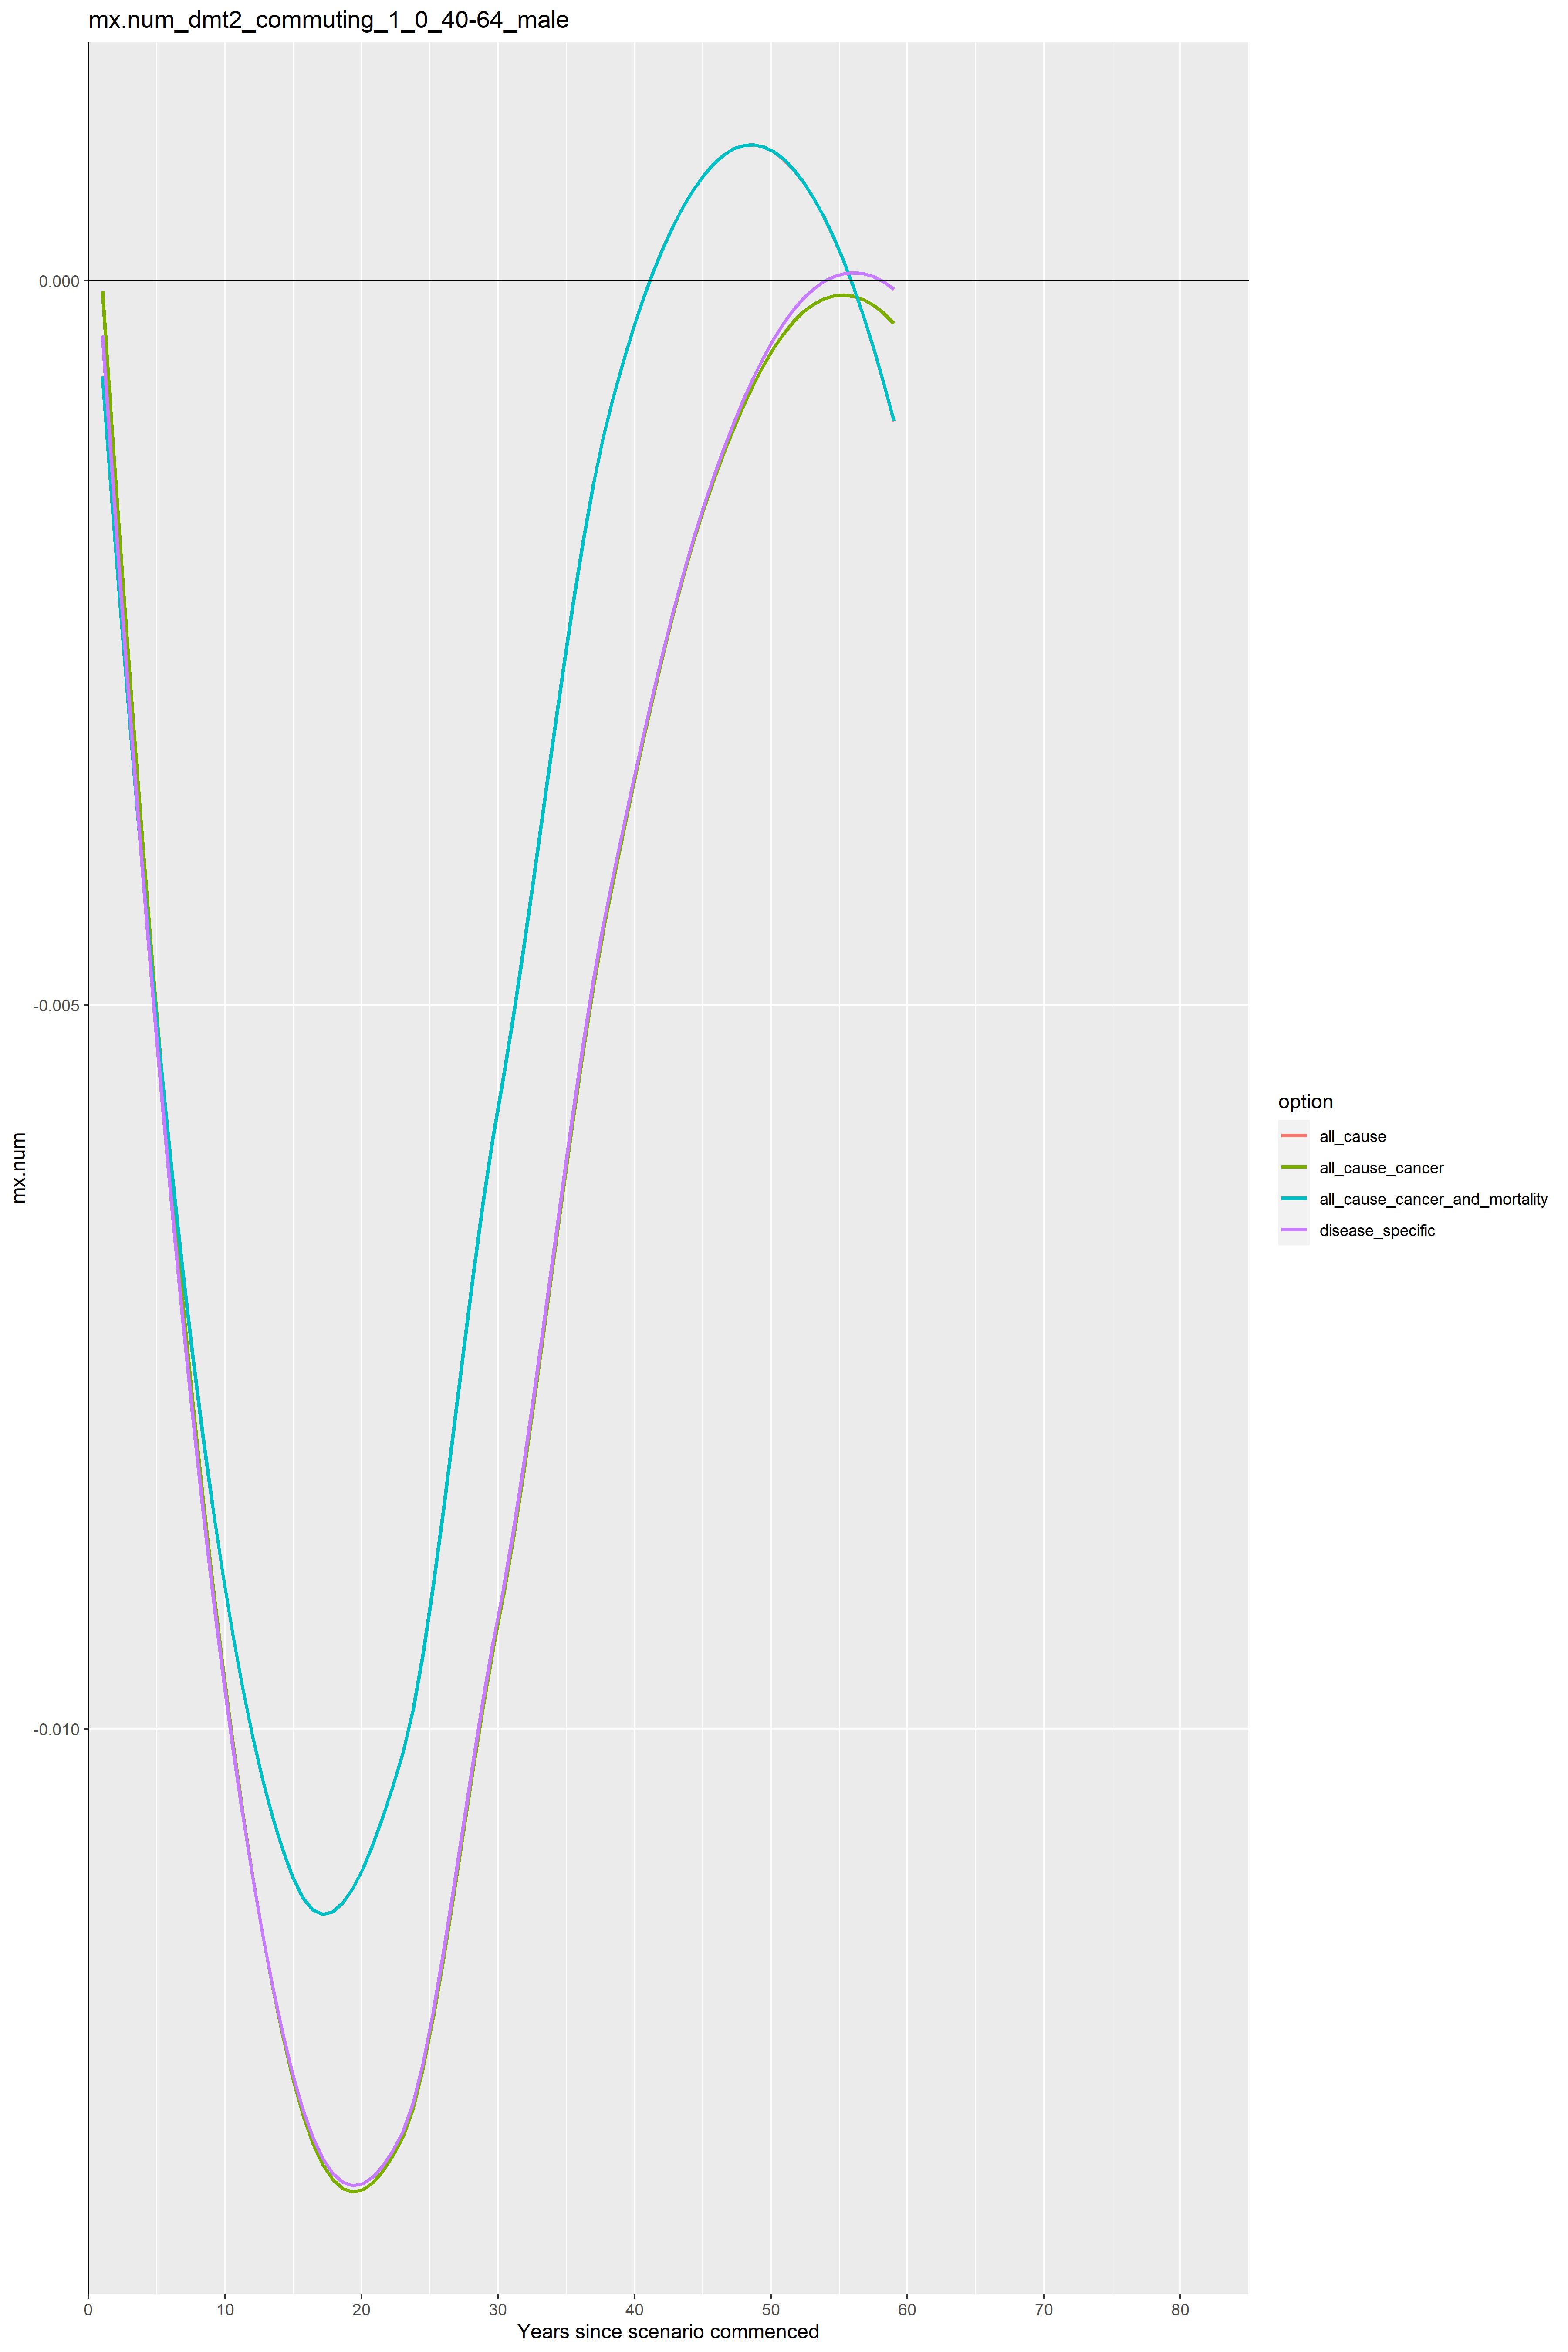 mx.num_dmt2_commuting_1_0_40-64_male
0.000
-0.005
-0.010
mx.num
0 10 20 30 40 50 60 70 80
Years since scenario commenced
option
all_cause
all_cause_cancer
all_cause_cancer_and_mortality
disease_specific